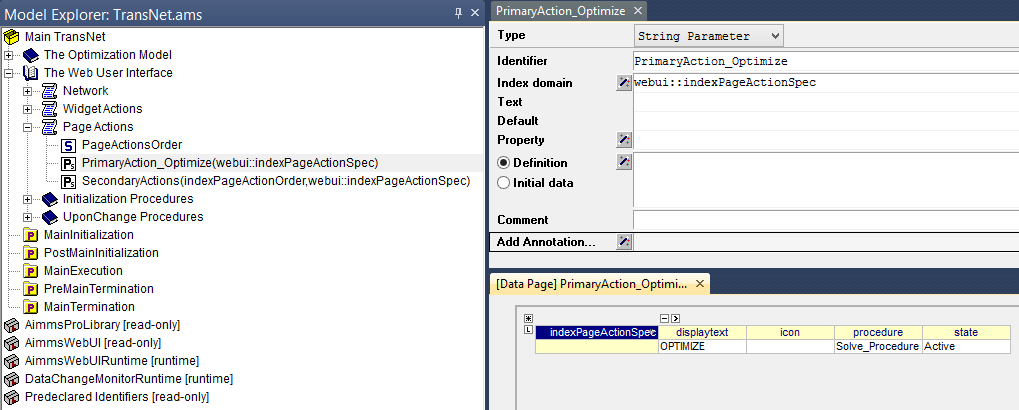 Model Explorer: TransNet.ams
Main TransNet
The Optimization Model
The Web User Interface
Network
Widget Actions
Page Actions
S PageActionsOrder
Ps PrimaryAction_Optimize(webui::indexPageActionSpec)
Ps SecondaryActions(indexPageActionOrder,webui::indexPageActionSpec)
Initialization Procedures
UponChange Procedures
P MainInitialization
P PostMainInitialization
P MainExecution
P PreMainTermination
P MainTermination
AimmsProLibrary [read-only]
AimmsWebUI [read-only]
AimmsWebUIRuntime [runtime]
DataChangeMonitorRuntime [runtime]
Predeclared Identifiers [read-only]
PrimaryAction_Optimize
Type String Parameter
Identifier PrimaryAction_Optimize
Index domain webui::indexPageActionSpec
Text
Default
Property
Definition
Initial data
Comment
Add Annotation...
[Data Page] PrimaryAction_Optimi...
indexPageActionSpec displaytext icon procedure state
OPTIMIZE Solve_Procedure Active